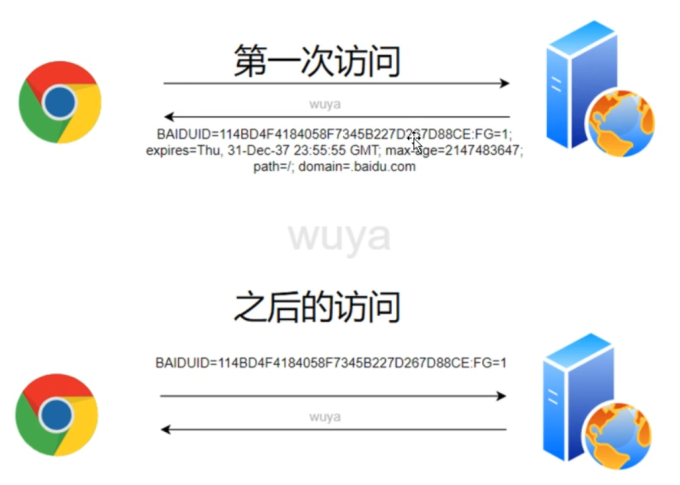 第一次访问
wuya
BAIDUID=114BD4F4184058F7345B227D267D88CE:FG=1;
expires=Thu, 31-Dec-37 23:55:55 GMT; max-age=2147483647;
path=/; domain=.baidu.com
wuya
之后的访问
BAIDUID=114BD4F4184058F7345B227D267D88CE:FG=1
wuya